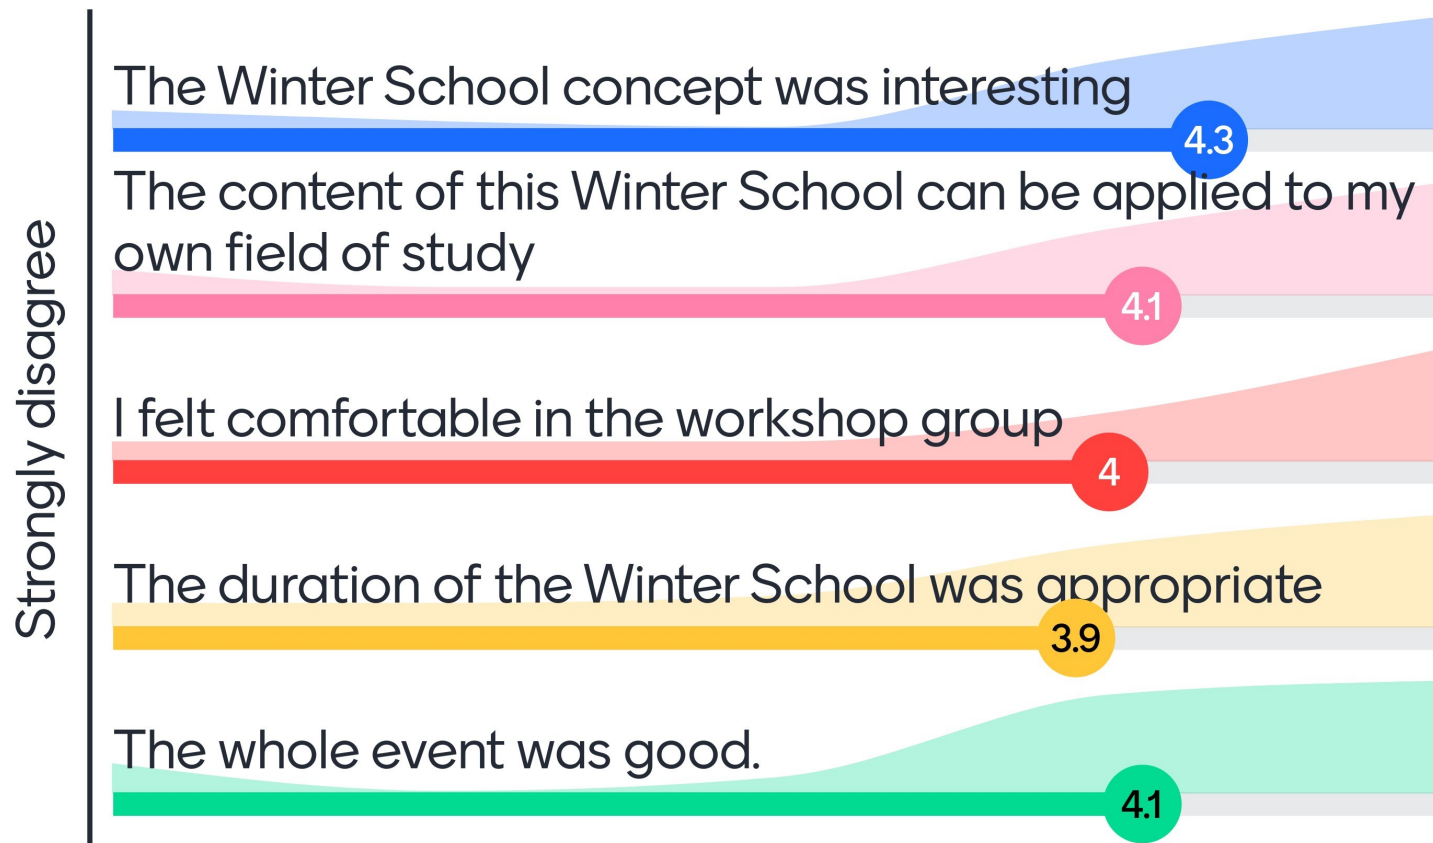 Strongly disagree
The Winter School concept was interesting
4.3
The content of this Winter School can be applied to my
own field of study
4.1
I felt comfortable in the workshop group
4
The duration of the Winter School was appropriate
3.9
The whole event was good.
4.1